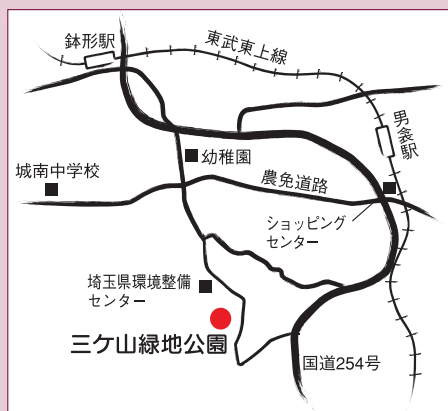 鉢形駅
東武東上線
男衾駅
幼稚園
城南中学校
農免道路
ショッピング
センター
埼玉県環境整備
センター
三ケ山緑地公園
国道254号